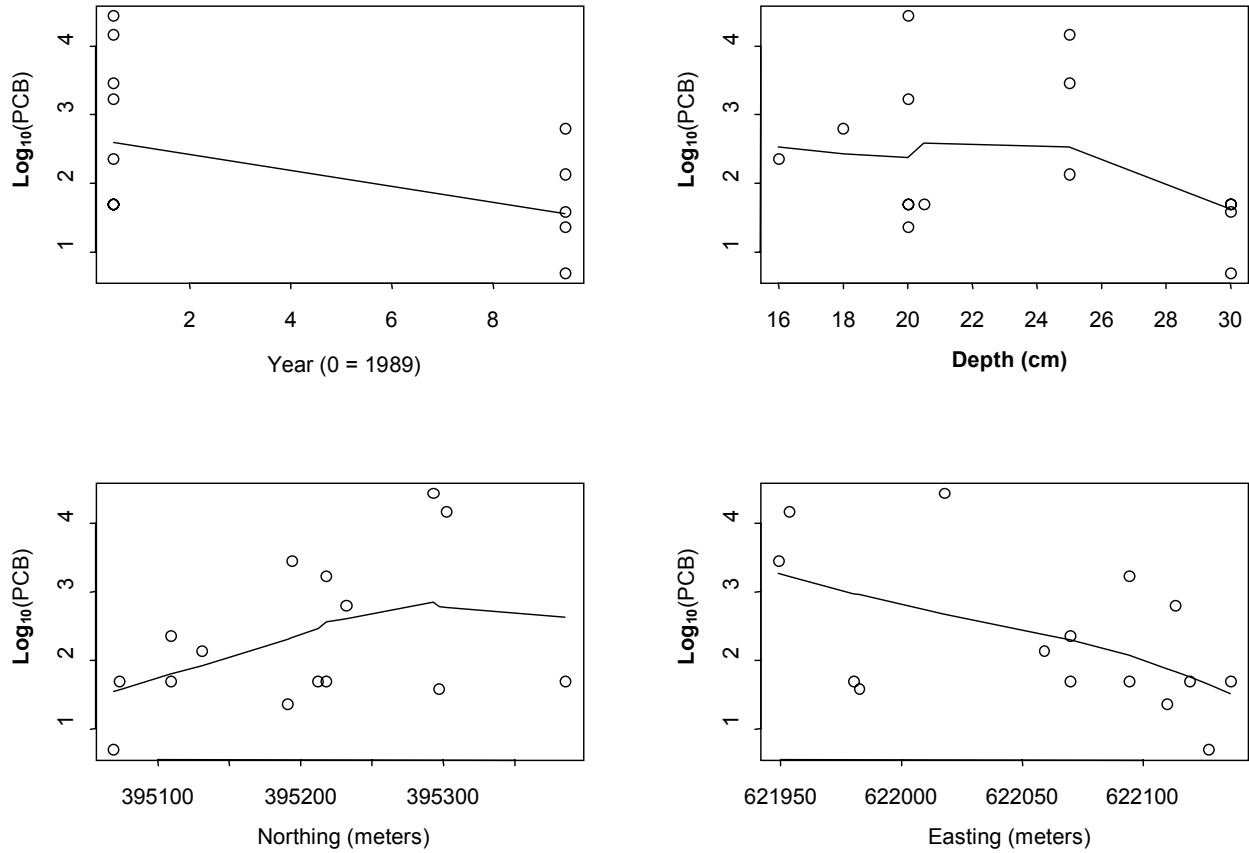 Log10(PCB)
4
3
2
1
2 4 6 8
Year (0 = 1989)
Log10(PCB)
4
3
2
1
16 18 20 22 24 26 28 30
Depth (cm)
Log10(PCB)
4
3
2
1
395100 395200 395300
Northing (meters)
Log10(PCB)
4
3
2
1
621950 622000 622050 622100
Easting (meters)